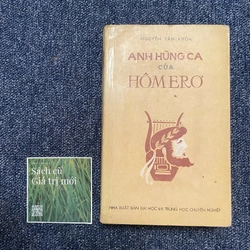 NGUYỄN VĂN KHỎA
ANH HÙNG CA
CỦA
HÔMERƠ
NHÀ XUẤT BẢN ĐẠI HỌC VÀ TRUNG HỌC CHUYÊN NGHIỆP
Sách cũ
Giá trị mới